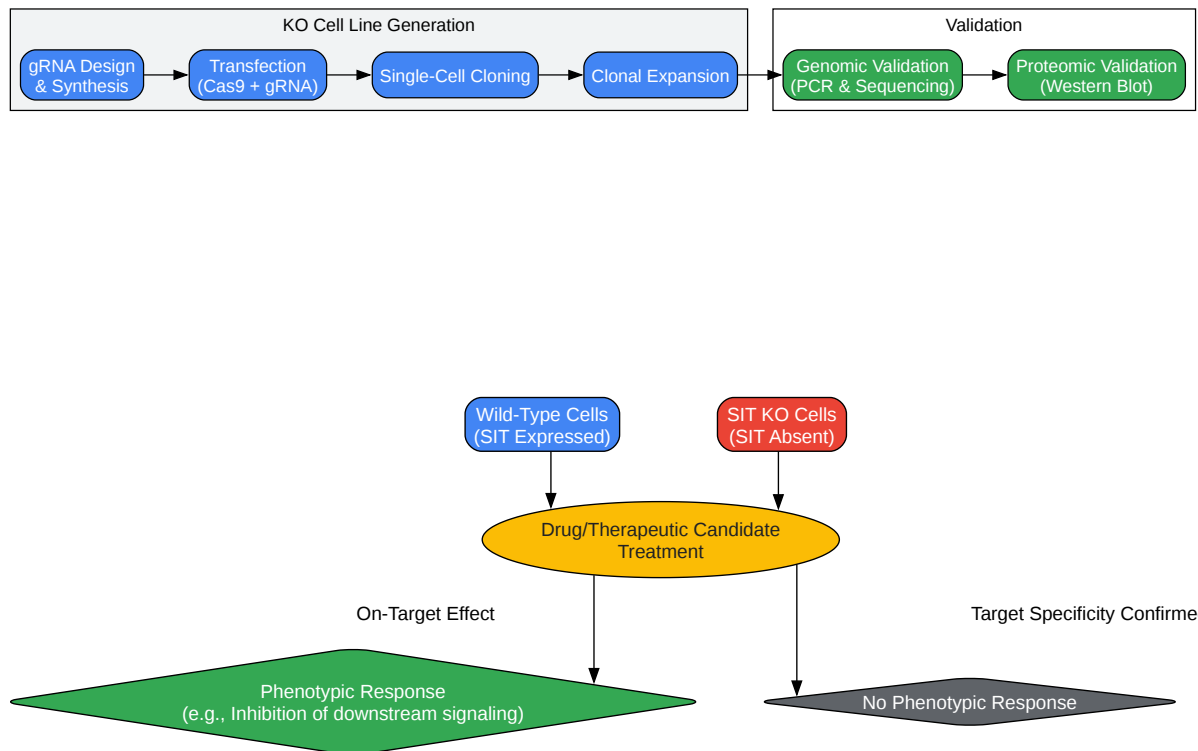 KO Cell Line Generation
Validation
gRNA Design
& Synthesis
Transfection
(Cas9 + gRNA)
Single-Cell Cloning
Clonal Expansion
Genomic Validation
(PCR & Sequencing)
Proteomic Validation
(Western Blot)
Wild-Type Cells
(SIT Expressed)
SIT KO Cells
(SIT Absent)
Drug/Therapeutic Candidate
Treatment
On-Target Effect
Target Specificity Confirme
Phenotypic Response
(e.g., Inhibition of downstream signaling)
No Phenotypic Response